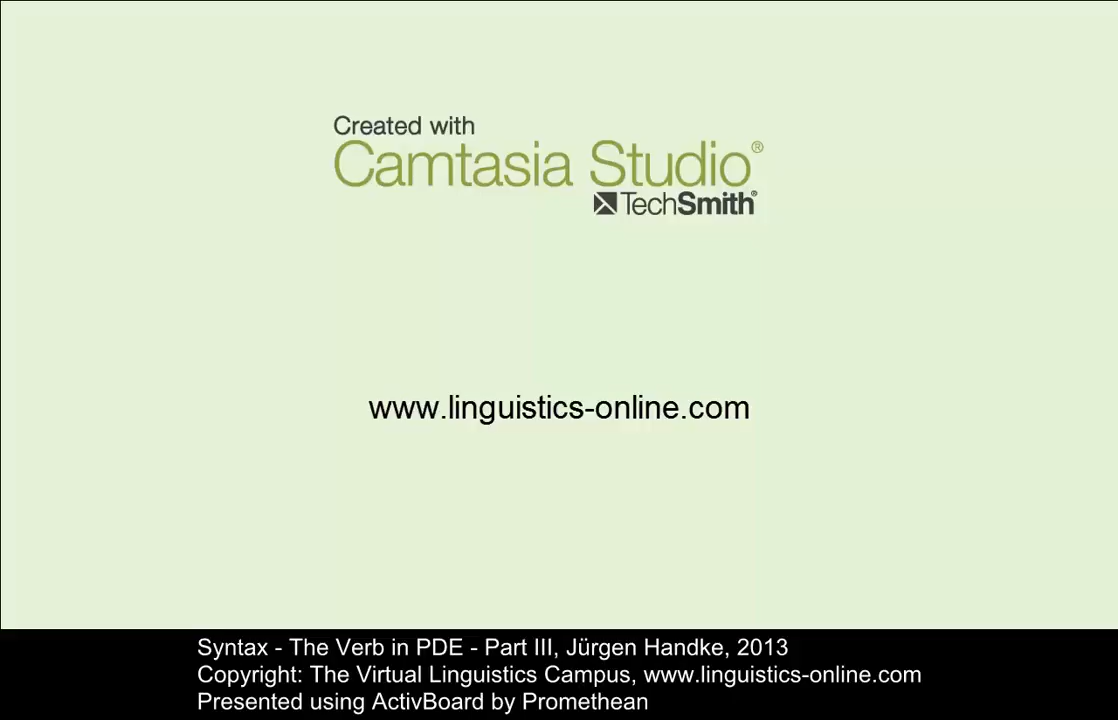 Created with
Camtasia Studio®
TechSmith®
www.linguistics-online.com
Syntax - The Verb in PDE - Part III, Jürgen Handke, 2013
Copyright: The Virtual Linguistics Campus, www.linguistics-online.com
Presented using ActivBoard by Promethean